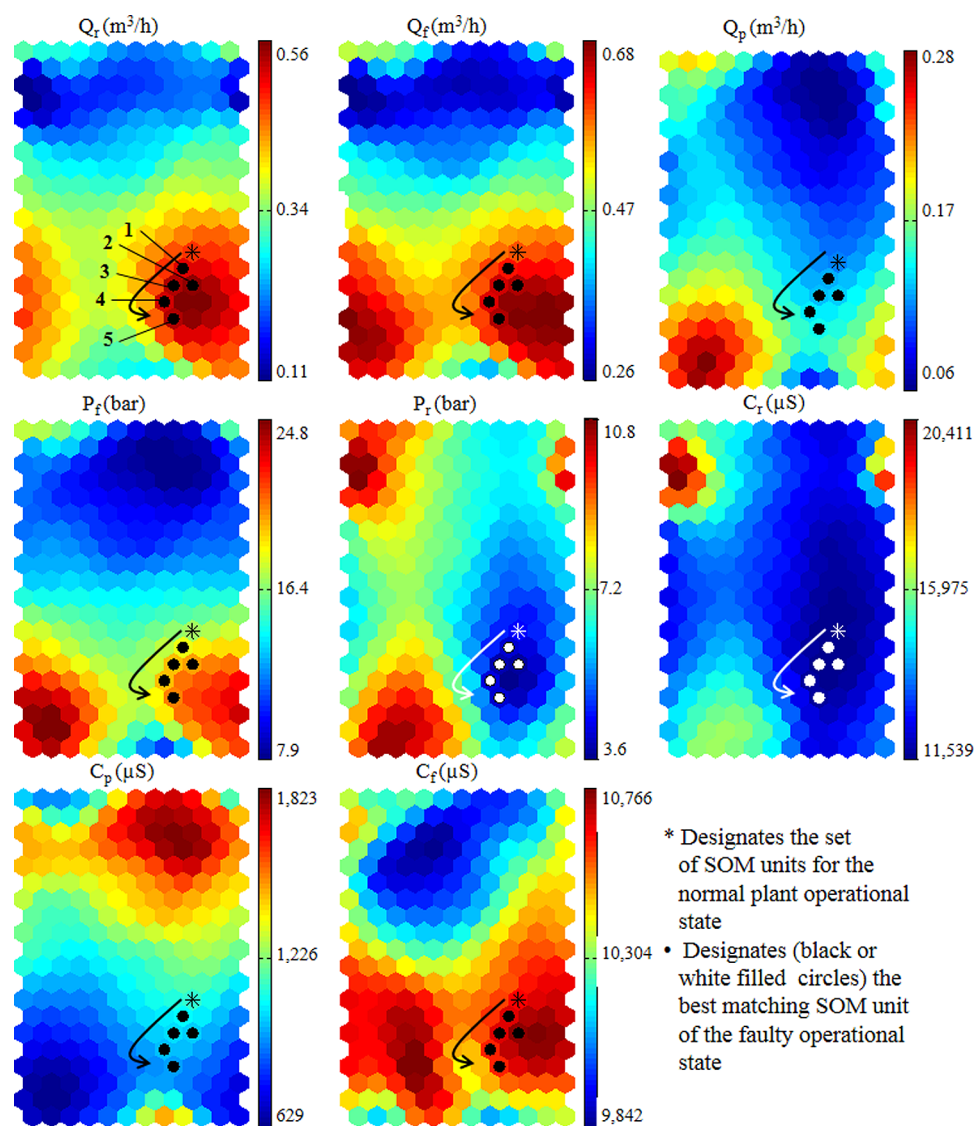 Qr (m³/h)
0.56
0.34
0.11
1
2
3
4
5
Qf (m³/h)
0.68
0.47
0.26
Qp (m³/h)
0.28
0.17
0.06
Pf (bar)
24.8
16.4
7.9
Pr (bar)
10.8
7.2
3.6
Cr (µS)
20,411
15,975
11,539
Cp (µS)
1,823
1,226
629
Cf (µS)
10,766
10,304
9,842
* Designates the set
of SOM units for the
normal plant operational
state
• Designates (black or
white filled circles) the
best matching SOM unit
of the faulty operational
state